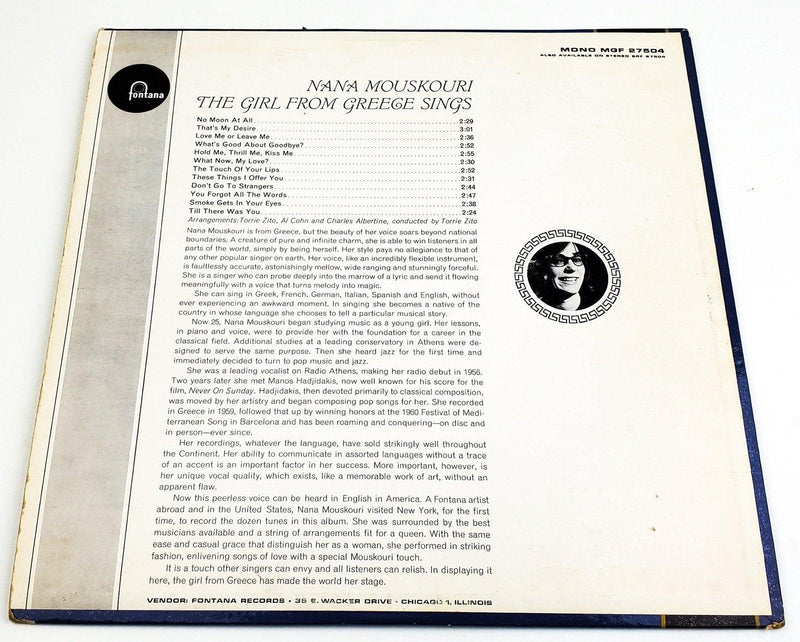 MONO MGF 27504
ALSO AVAILABLE ON STEREO SRF 67504
fontana
NANA MOUSKOURI
THE GIRL FROM GREECE SINGS
No Moon At All 2:29
That's My Desire 3:01
Love Me or Leave Me 2:36
What's Good About Goodbye? 2:52
Hold Me, Thrill Me, Kiss Me 2:55
What Now, My Love? 2:30
The Touch Of Your Lips 2:52
These Things I Offer You 2:31
Don't Go To Strangers 2:44
You Forgot All The Words 2:47
Smoke Gets In Your Eyes 2:38
Till There Was You 2:24
Arrangements: Torrie Zito, Al Cohn and Charles Albertine, conducted by Torrie Zito
Nana Mouskouri is from Greece, but the beauty of her voice soars beyond national
boundaries. A creature of pure and infinite charm, she is able to win listeners in all
parts of the world, simply by being herself. Her style pays no allegiance to that of
any other popular singer on earth. Her voice, like an incredibly flexible instrument,
is faultlessly accurate, astonishingly mellow, wide ranging and stunningly forceful.
She is a singer who can probe deeply into the marrow of a lyric and send it flowing
meaningfully with a voice that turns melody into magic.
She can sing in Greek, French, German, Italian, Spanish and English, without
ever experiencing an awkward moment. In singing she becomes a native of the
country in whose language she chooses to tell a particular musical story.
Now 25, Nana Mouskouri began studying music as a young girl. Her lessons,
in piano and voice, were to provide her with the foundation for a career in the
classical field. Additional studies at a leading conservatory in Athens were de-
signed to serve the same purpose. Then she heard jazz for the first time and
immediately decided to turn to pop music and jazz.
She was a leading vocalist on Radio Athens, making her radio debut in 1956.
Two years later she met Manos Hadjidakis, now well known for his score for the
film, Never On Sunday. Hadjidakis, then devoted primarily to classical composition,
was moved by her artistry and began composing pop songs for her. She recorded
in Greece in 1959, followed that up by winning honors at the 1960 Festival of Medi-
terranean Song in Barcelona and has been roaming and conquering—on disc and
in person—ever since.
Her recordings, whatever the language, have sold strikingly well throughout
the Continent. Her ability to communicate in assorted languages without a trace
of an accent is an important factor in her success. More important, however, is
her unique vocal quality, which exists, like a memorable work of art, without an
apparent flaw.
Now this peerless voice can be heard in English in America. A Fontana artist
abroad and in the United States, Nana Mouskouri visited New York, for the first
time, to record the dozen tunes in this album. She was surrounded by the best
musicians available and a string of arrangements fit for a queen. With the same
ease and casual grace that distinguish her as a woman, she performed in striking
fashion, enlivening songs of love with a special Mouskouri touch.
It is a touch other singers can envy and all listeners can relish. In displaying it
here, the girl from Greece has made the world her stage.
VENDOR: FONTANA RECORDS • 35 E. WACKER DRIVE • CHICAGO 1, ILLINOIS